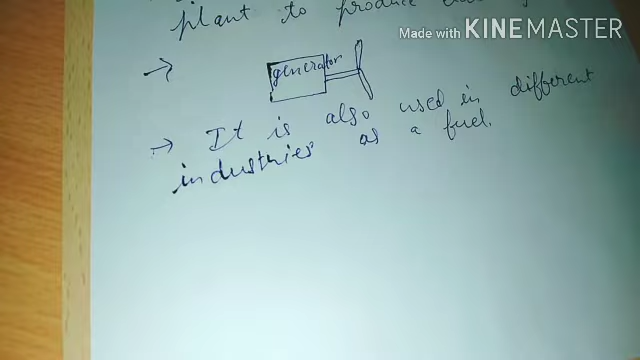 plant to produce
Made with KINEMASTER
→
generator
→ It is also used in different
industries as a fuel.